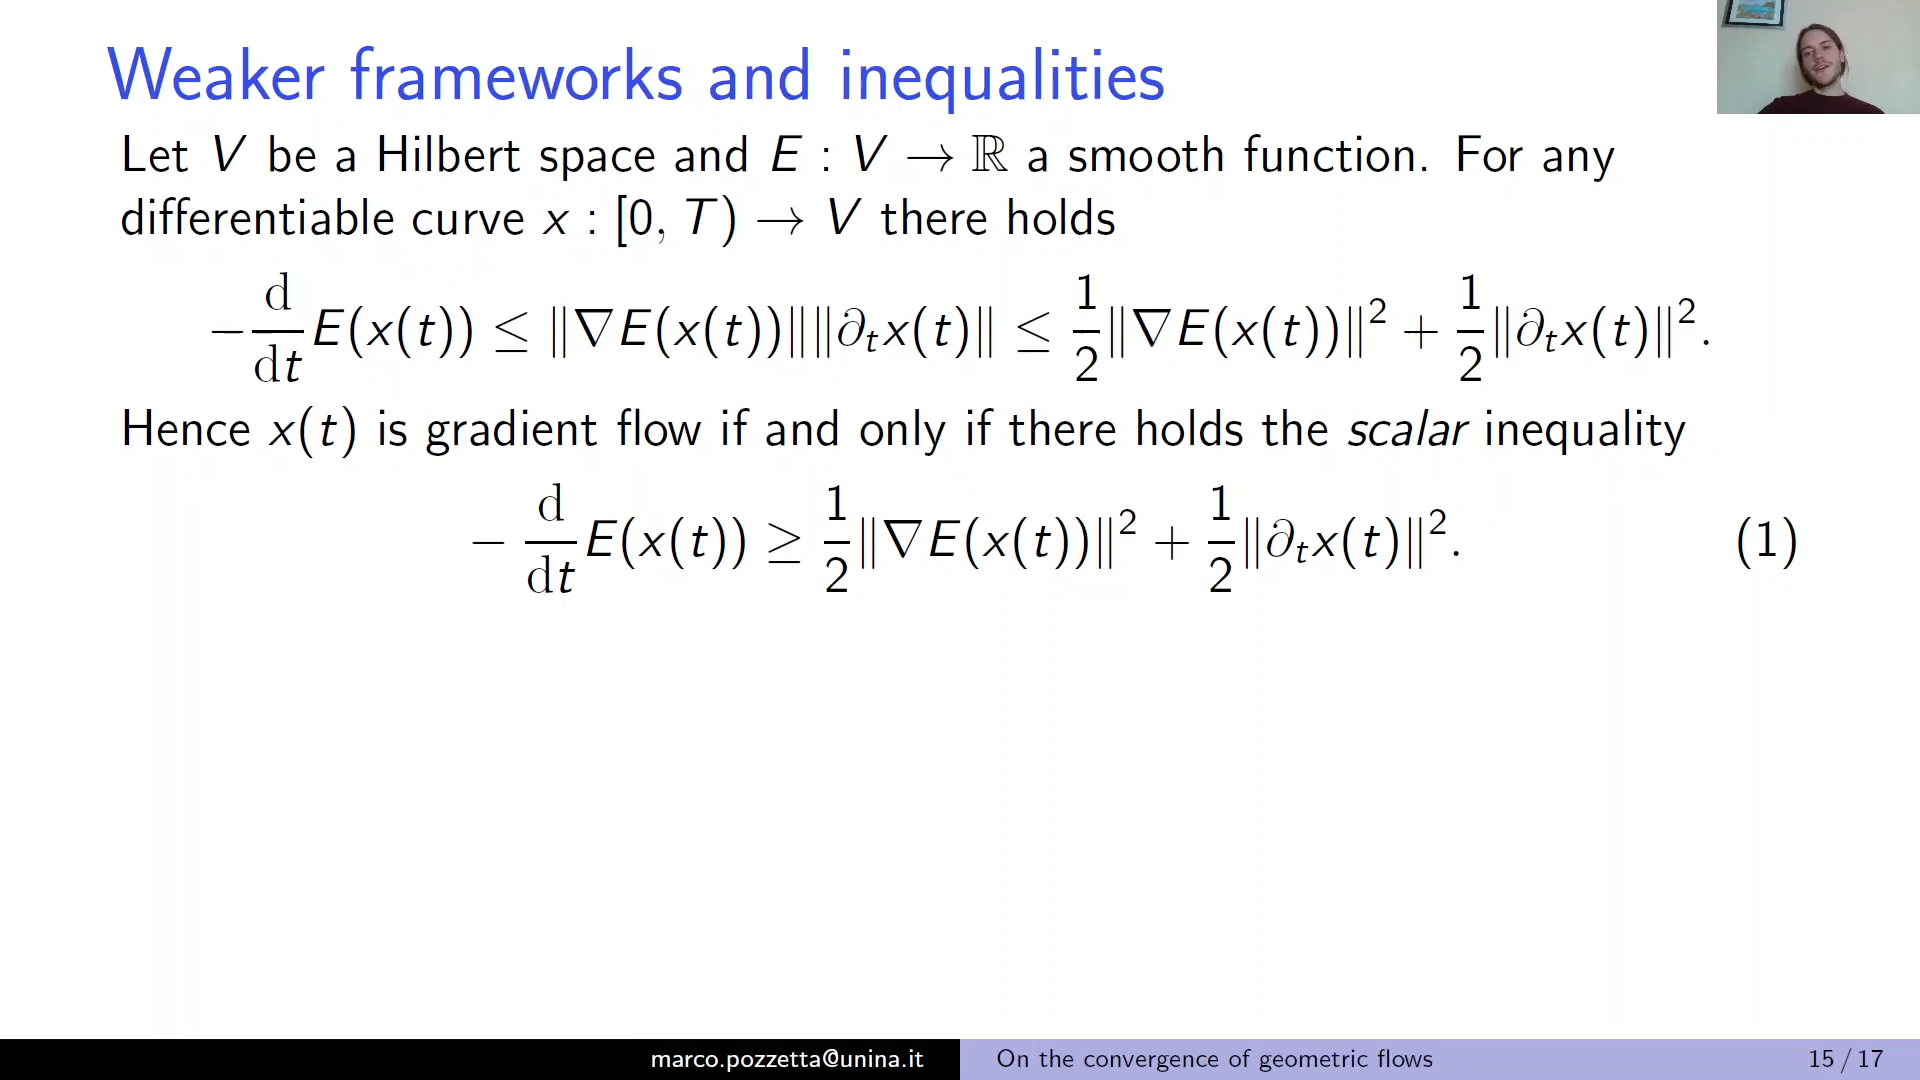 Weaker frameworks and inequalities
Let V be a Hilbert space and E : V → ℝ a smooth function. For any
differentiable curve x : [0, T) → V there holds
−d/dt E(x(t)) ≤ ‖∇E(x(t))‖‖∂ₜx(t)‖ ≤ 1/2‖∇E(x(t))‖² + 1/2‖∂ₜx(t)‖².
Hence x(t) is gradient flow if and only if there holds the scalar inequality
− d/dt E(x(t)) ≥ 1/2‖∇E(x(t))‖² + 1/2‖∂ₜx(t)‖². (1)
marco.pozzetta@unina.it On the convergence of geometric flows 15 / 17